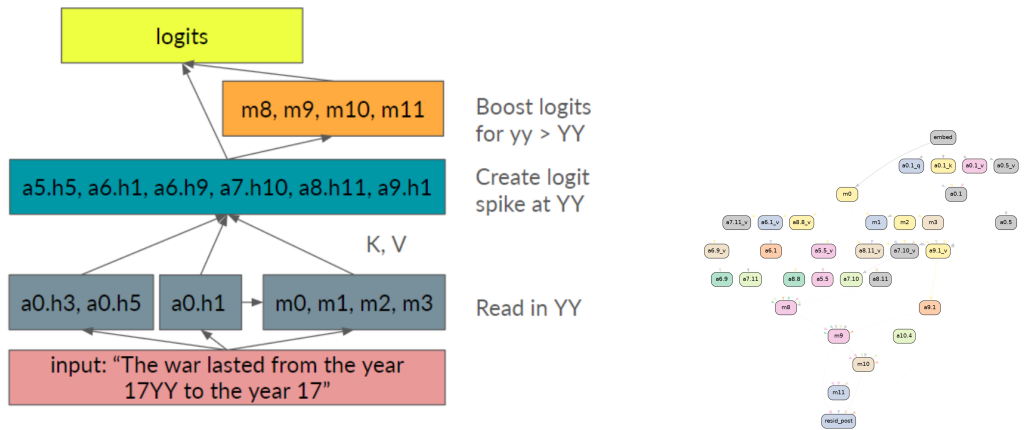 logits
m8, m9, m10, m11
Boost logits
for yy > YY
a5.h5, a6.h1, a6.h9, a7.h10, a8.h11, a9.h1
Create logit
spike at YY
K, V
a0.h3, a0.h5
a0.h1
m0, m1, m2, m3
Read in YY
input: “The war lasted from the year
17YY to the year 17”
embed
a0.1_q
a0.1_k
a0.1_v
a0.5_v
m0
a0.1
a7.11_v
a6.1_v
a8.8_v
m1
m2
m3
a0.5
a6.9_v
a6.1
a5.5_v
a8.11_v
a7.10_v
a9.1_v
a6.9
a7.11
a8.8
a5.5
a7.10
a8.11
m8
a9.1
m9
a10.4
m10
m11
resid_post